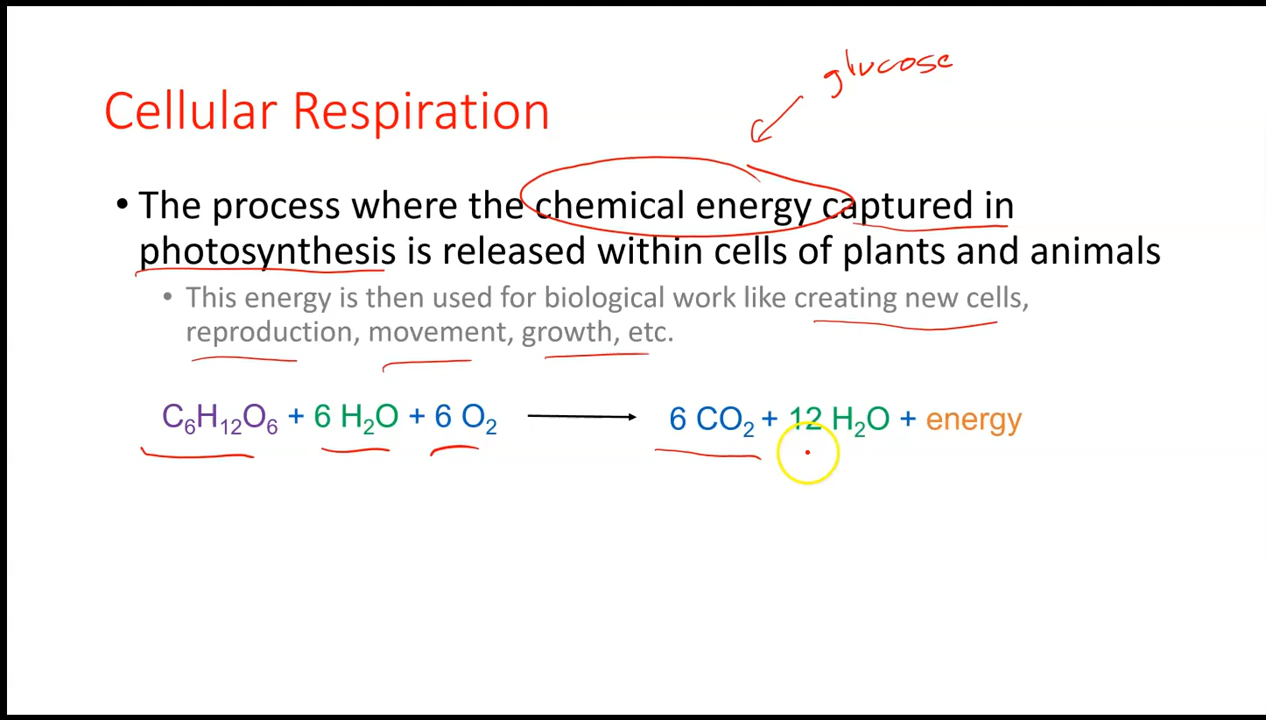 glucose
Cellular Respiration
• The process where the chemical energy captured in
photosynthesis is released within cells of plants and animals
• This energy is then used for biological work like creating new cells,
reproduction, movement, growth, etc.
C₆H₁₂O₆ + 6 H₂O + 6 O₂ → 6 CO₂ + 12 H₂O + energy